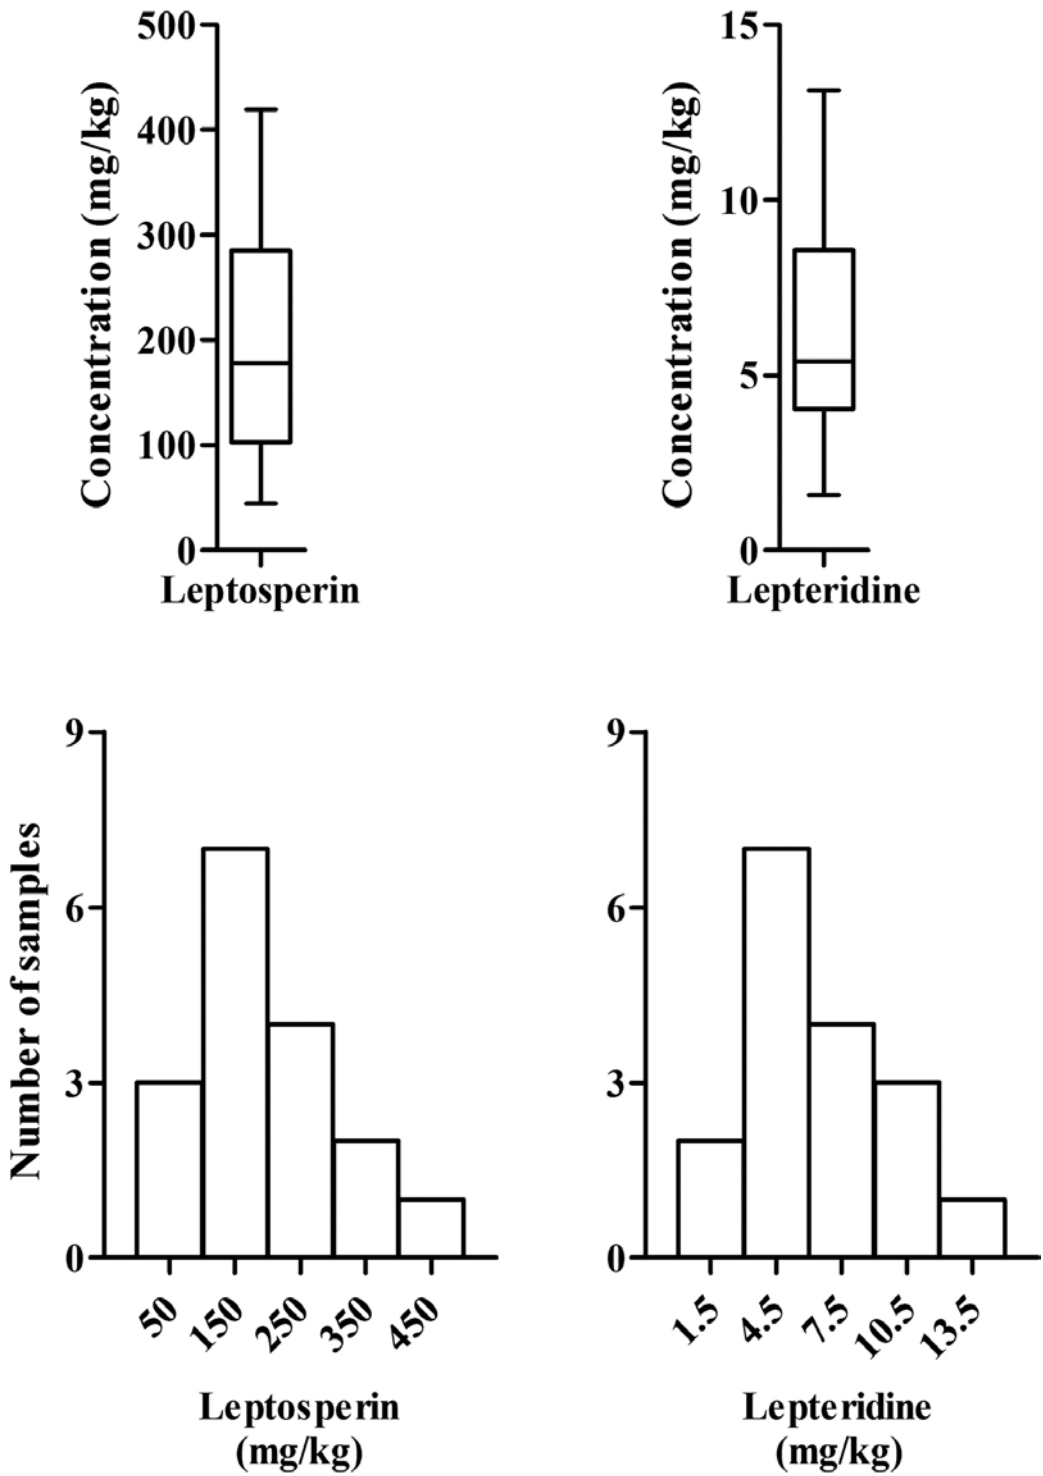 Concentration (mg/kg)
500
400
300
200
100
0
Leptosperin
Concentration (mg/kg)
15
10
5
0
Lepteridine
Number of samples
9
6
3
0
50 150 250 350 450
Leptosperin
(mg/kg)
9
6
3
0
1.5 4.5 7.5 10.5 13.5
Lepteridine
(mg/kg)